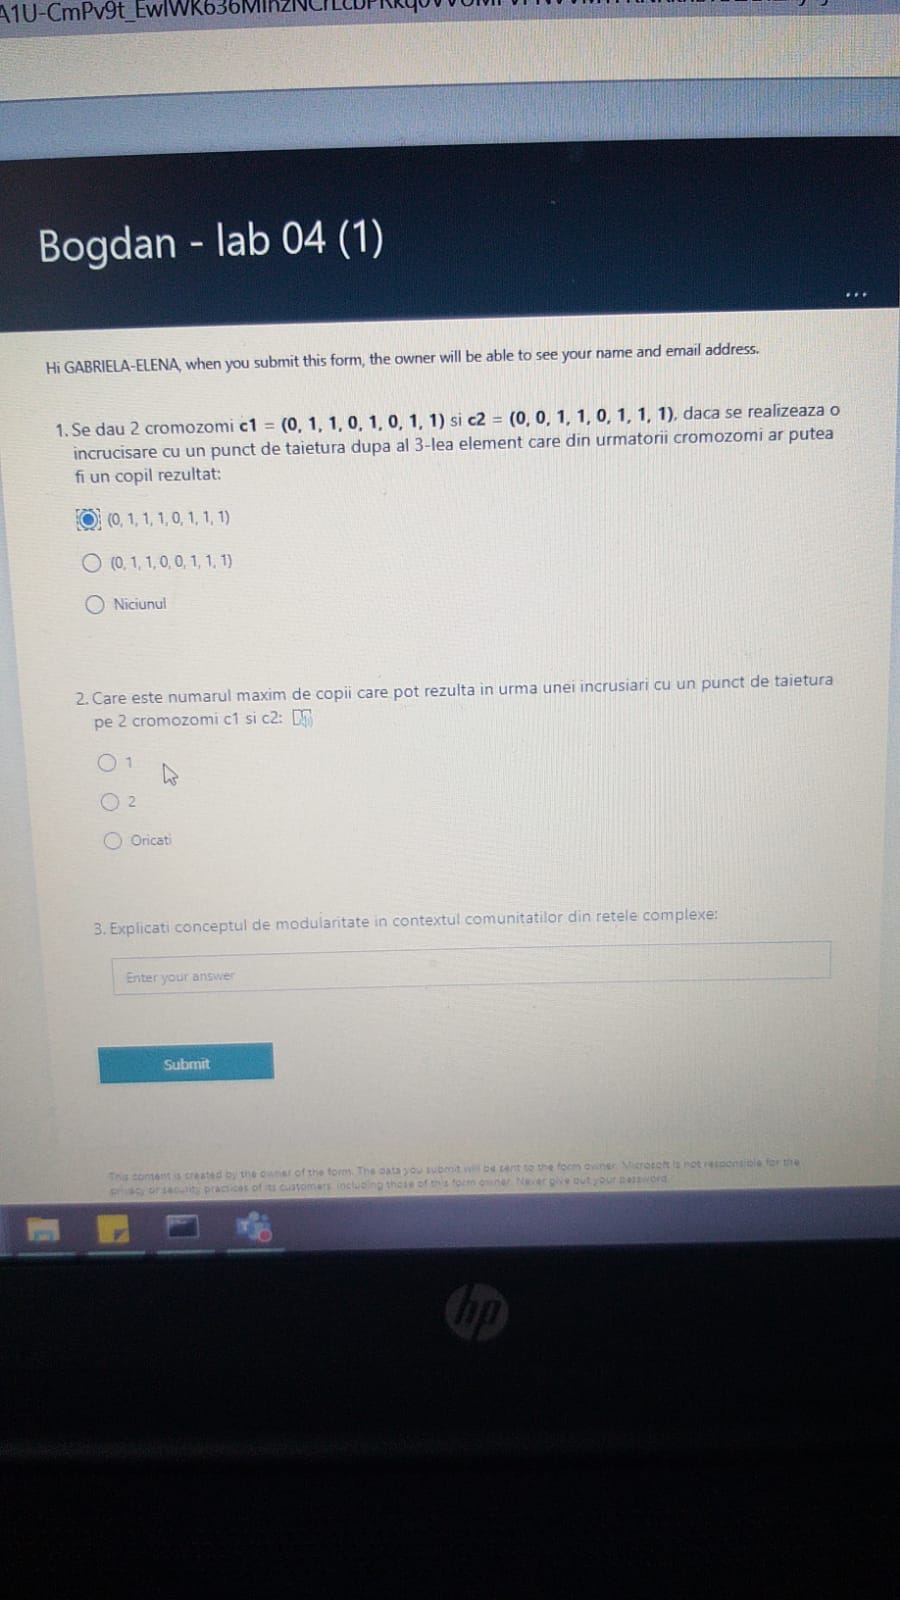 Bogdan - lab 04 (1)
...
Hi GABRIELA-ELENA, when you submit this form, the owner will be able to see your name and email address.
1. Se dau 2 cromozomi c1 = (0, 1, 1, 0, 1, 0, 1, 1) si c2 = (0, 0, 1, 1, 0, 1, 1, 1), daca se realizeaza o
incrucisare cu un punct de taietura dupa al 3-lea element care din urmatorii cromozomi ar putea
fi un copil rezultat:
(0, 1, 1, 1, 0, 1, 1, 1)
(0, 1, 1, 0, 0, 1, 1, 1)
Niciunul
2. Care este numarul maxim de copii care pot rezulta in urma unei incrusiari cu un punct de taietura
pe 2 cromozomi c1 si c2:
1
2
Oricati
3. Explicati conceptul de modularitate in contextul comunitatilor din retele complexe:
Enter your answer
Submit
This content is created by the owner of the form. The data you submit will be sent to the form owner. Microsoft is not responsible for the
privacy or security practices of its customers, including those of this form owner. Never give out your password.
hp